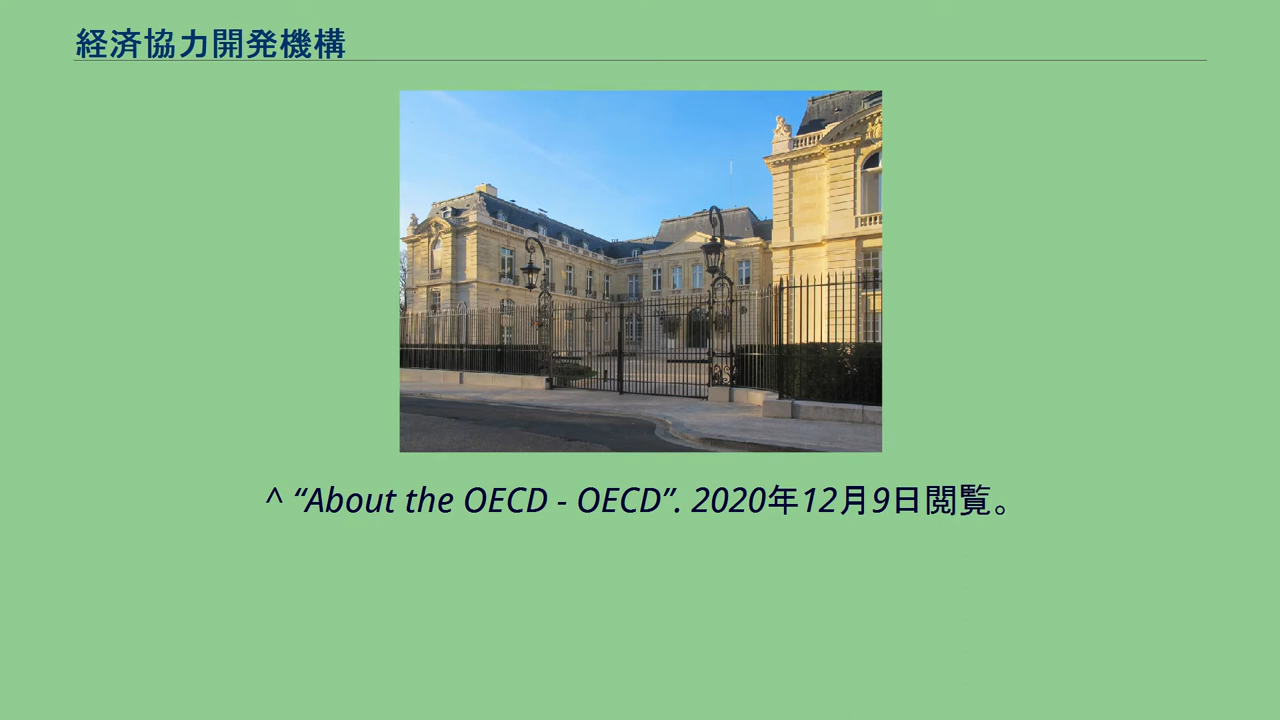 経済協力開発機構
^ “About the OECD - OECD”. 2020年12月9日閲覧。